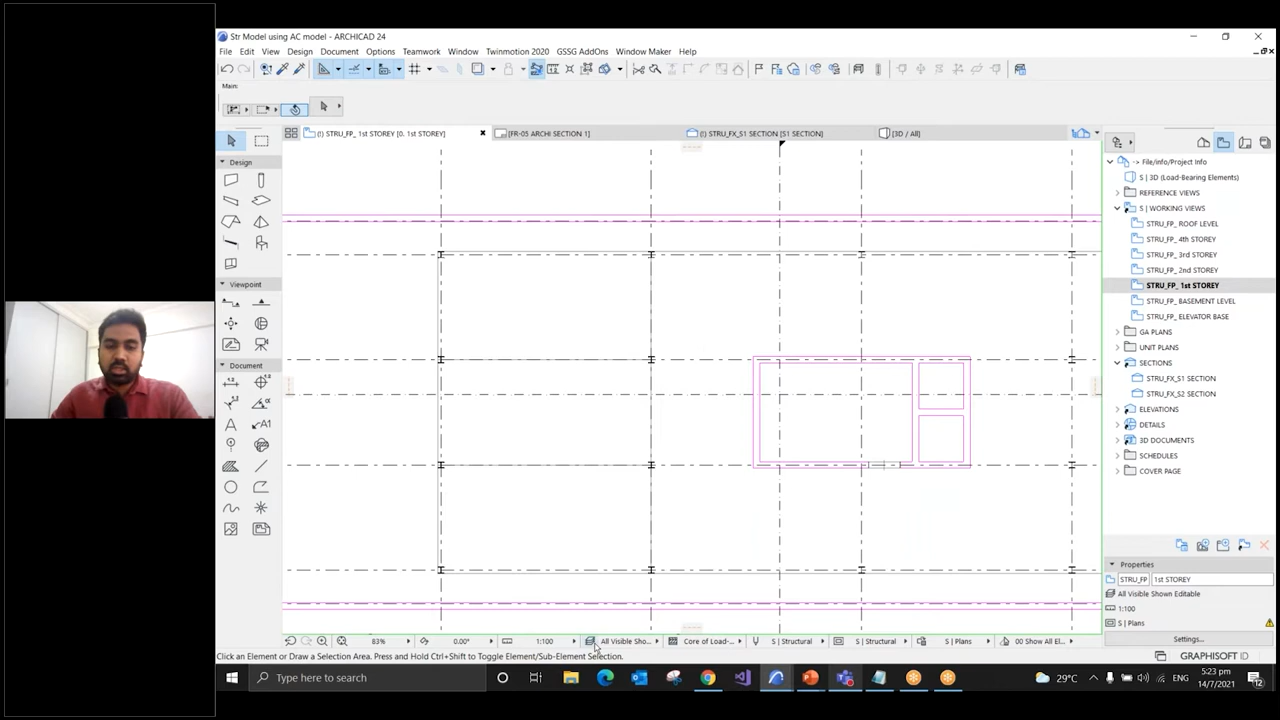 Str Model using AC model - ARCHICAD 24
File Edit View Design Document Options Teamwork Window Twinmotion 2020 GSSG AddOns Window Maker Help
Main:
(!) STRU_FP_ 1st STOREY [0. 1st STOREY]
[FR-05 ARCHI SECTION 1]
(!) STRU_FX_S1 SECTION [S1 SECTION]
[3D / All]
Design
Viewpoint
Document
-> File/info/Project Info
S | 3D (Load-Bearing Elements)
REFERENCE VIEWS
S | WORKING VIEWS
STRU_FP_ ROOF LEVEL
STRU_FP_ 4th STOREY
STRU_FP_ 3rd STOREY
STRU_FP_ 2nd STOREY
STRU_FP_ 1st STOREY
STRU_FP_ BASEMENT LEVEL
STRU_FP_ ELEVATOR BASE
GA PLANS
UNIT PLANS
SECTIONS
STRU_FX_S1 SECTION
STRU_FX_S2 SECTION
ELEVATIONS
DETAILS
3D DOCUMENTS
SCHEDULES
COVER PAGE
Properties
STRU_FP 1st STOREY
All Visible Shown Editable
1:100
S | Plans
Settings...
83% 0.00° 1:100 All Visible Sho... Core of Load-... S | Structural S | Structural S | Plans 00 Show All El...
Click an Element or Draw a Selection Area. Press and Hold Ctrl+Shift to Toggle Element/Sub-Element Selection.
GRAPHISOFT ID
Type here to search
29°C
ENG
5:23 pm
14/7/2021
12